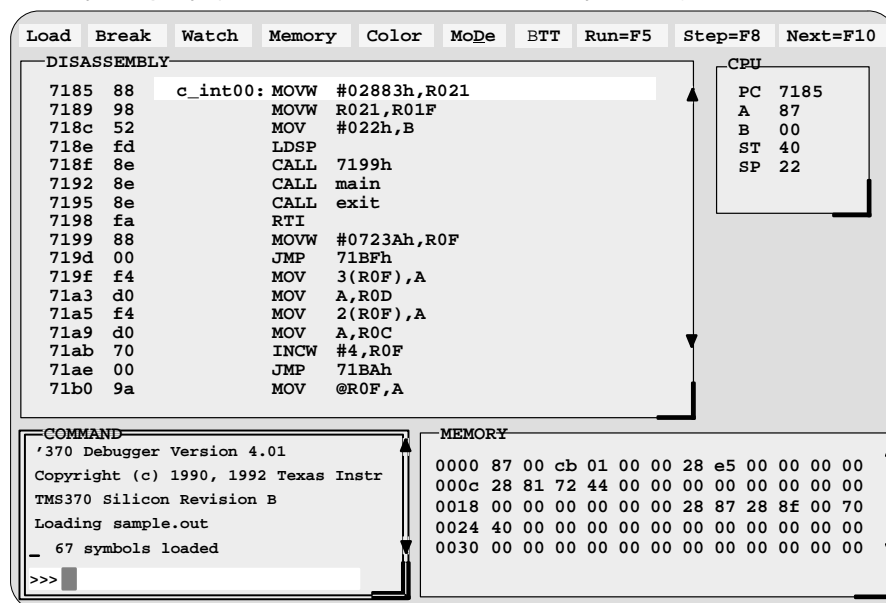 Load Break Watch Memory Color MoDe BTT Run=F5 Step=F8 Next=F10
DISASSEMBLY
7185 88 c_int00: MOVW #02883h,R021
7189 98 MOVW R021,R01F
718c 52 MOV #022h,B
718e fd LDSP
718f 8e CALL 7199h
7192 8e CALL main
7195 8e CALL exit
7198 fa RTI
7199 88 MOVW #0723Ah,R0F
719d 00 JMP 71BFh
719f f4 MOV 3(R0F),A
71a3 d0 MOV A,R0D
71a5 f4 MOV 2(R0F),A
71a9 d0 MOV A,R0C
71ab 70 INCW #4,R0F
71ae 00 JMP 71BAh
71b0 9a MOV @R0F,A
CPU
PC 7185
A 87
B 00
ST 40
SP 22
COMMAND
'370 Debugger Version 4.01
Copyright (c) 1990, 1992 Texas Instr
TMS370 Silicon Revision B
Loading sample.out
_ 67 symbols loaded
>>>
MEMORY
0000 87 00 cb 01 00 00 28 e5 00 00 00 00
000c 28 81 72 44 00 00 00 00 00 00 00 00
0018 00 00 00 00 00 00 28 87 28 8f 00 70
0024 40 00 00 00 00 00 00 00 00 00 00 00
0030 00 00 00 00 00 00 00 00 00 00 00 00